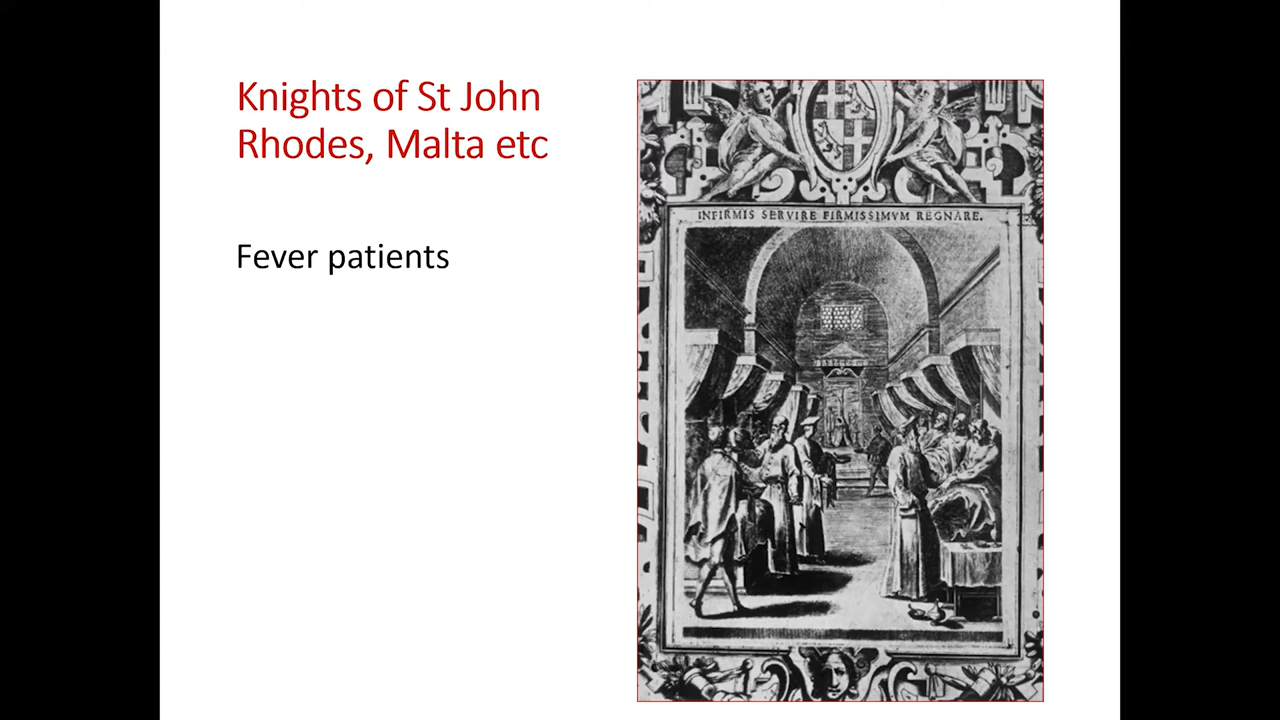 Knights of St John
Rhodes, Malta etc
Fever patients
INFIRMIS SERVIRE FIRMISSIMVM REGNARE.